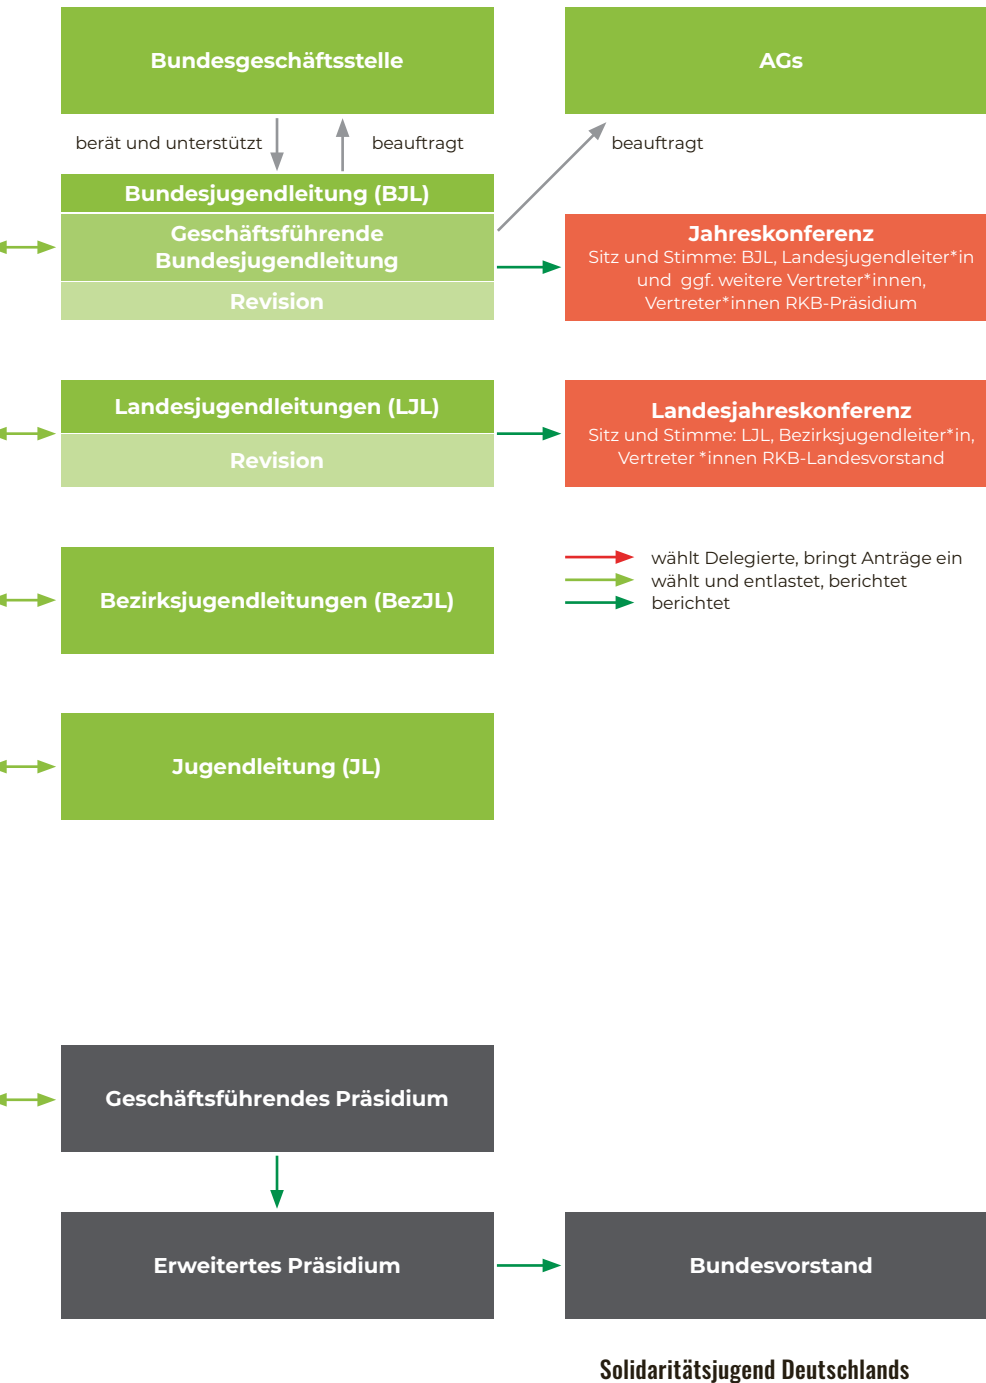 Bundesgeschäftsstelle
AGs
berät und unterstützt
beauftragt
beauftragt
Bundesjugendleitung (BJL)
Geschäftsführende
Bundesjugendleitung
Revision
Jahreskonferenz
Sitz und Stimme: BJL, Landesjugendleiter*in
und ggf. weitere Vertreter*innen,
Vertreter*innen RKB-Präsidium
Landesjugendleitungen (LJL)
Revision
Landesjahreskonferenz
Sitz und Stimme: LJL, Bezirksjugendleiter*in,
Vertreter *innen RKB-Landesvorstand
wählt Delegierte, bringt Anträge ein
wählt und entlastet, berichtet
berichtet
Bezirksjugendleitungen (BezJL)
Jugendleitung (JL)
Geschäftsführendes Präsidium
Erweitertes Präsidium
Bundesvorstand
Solidaritätsjugend Deutschlands